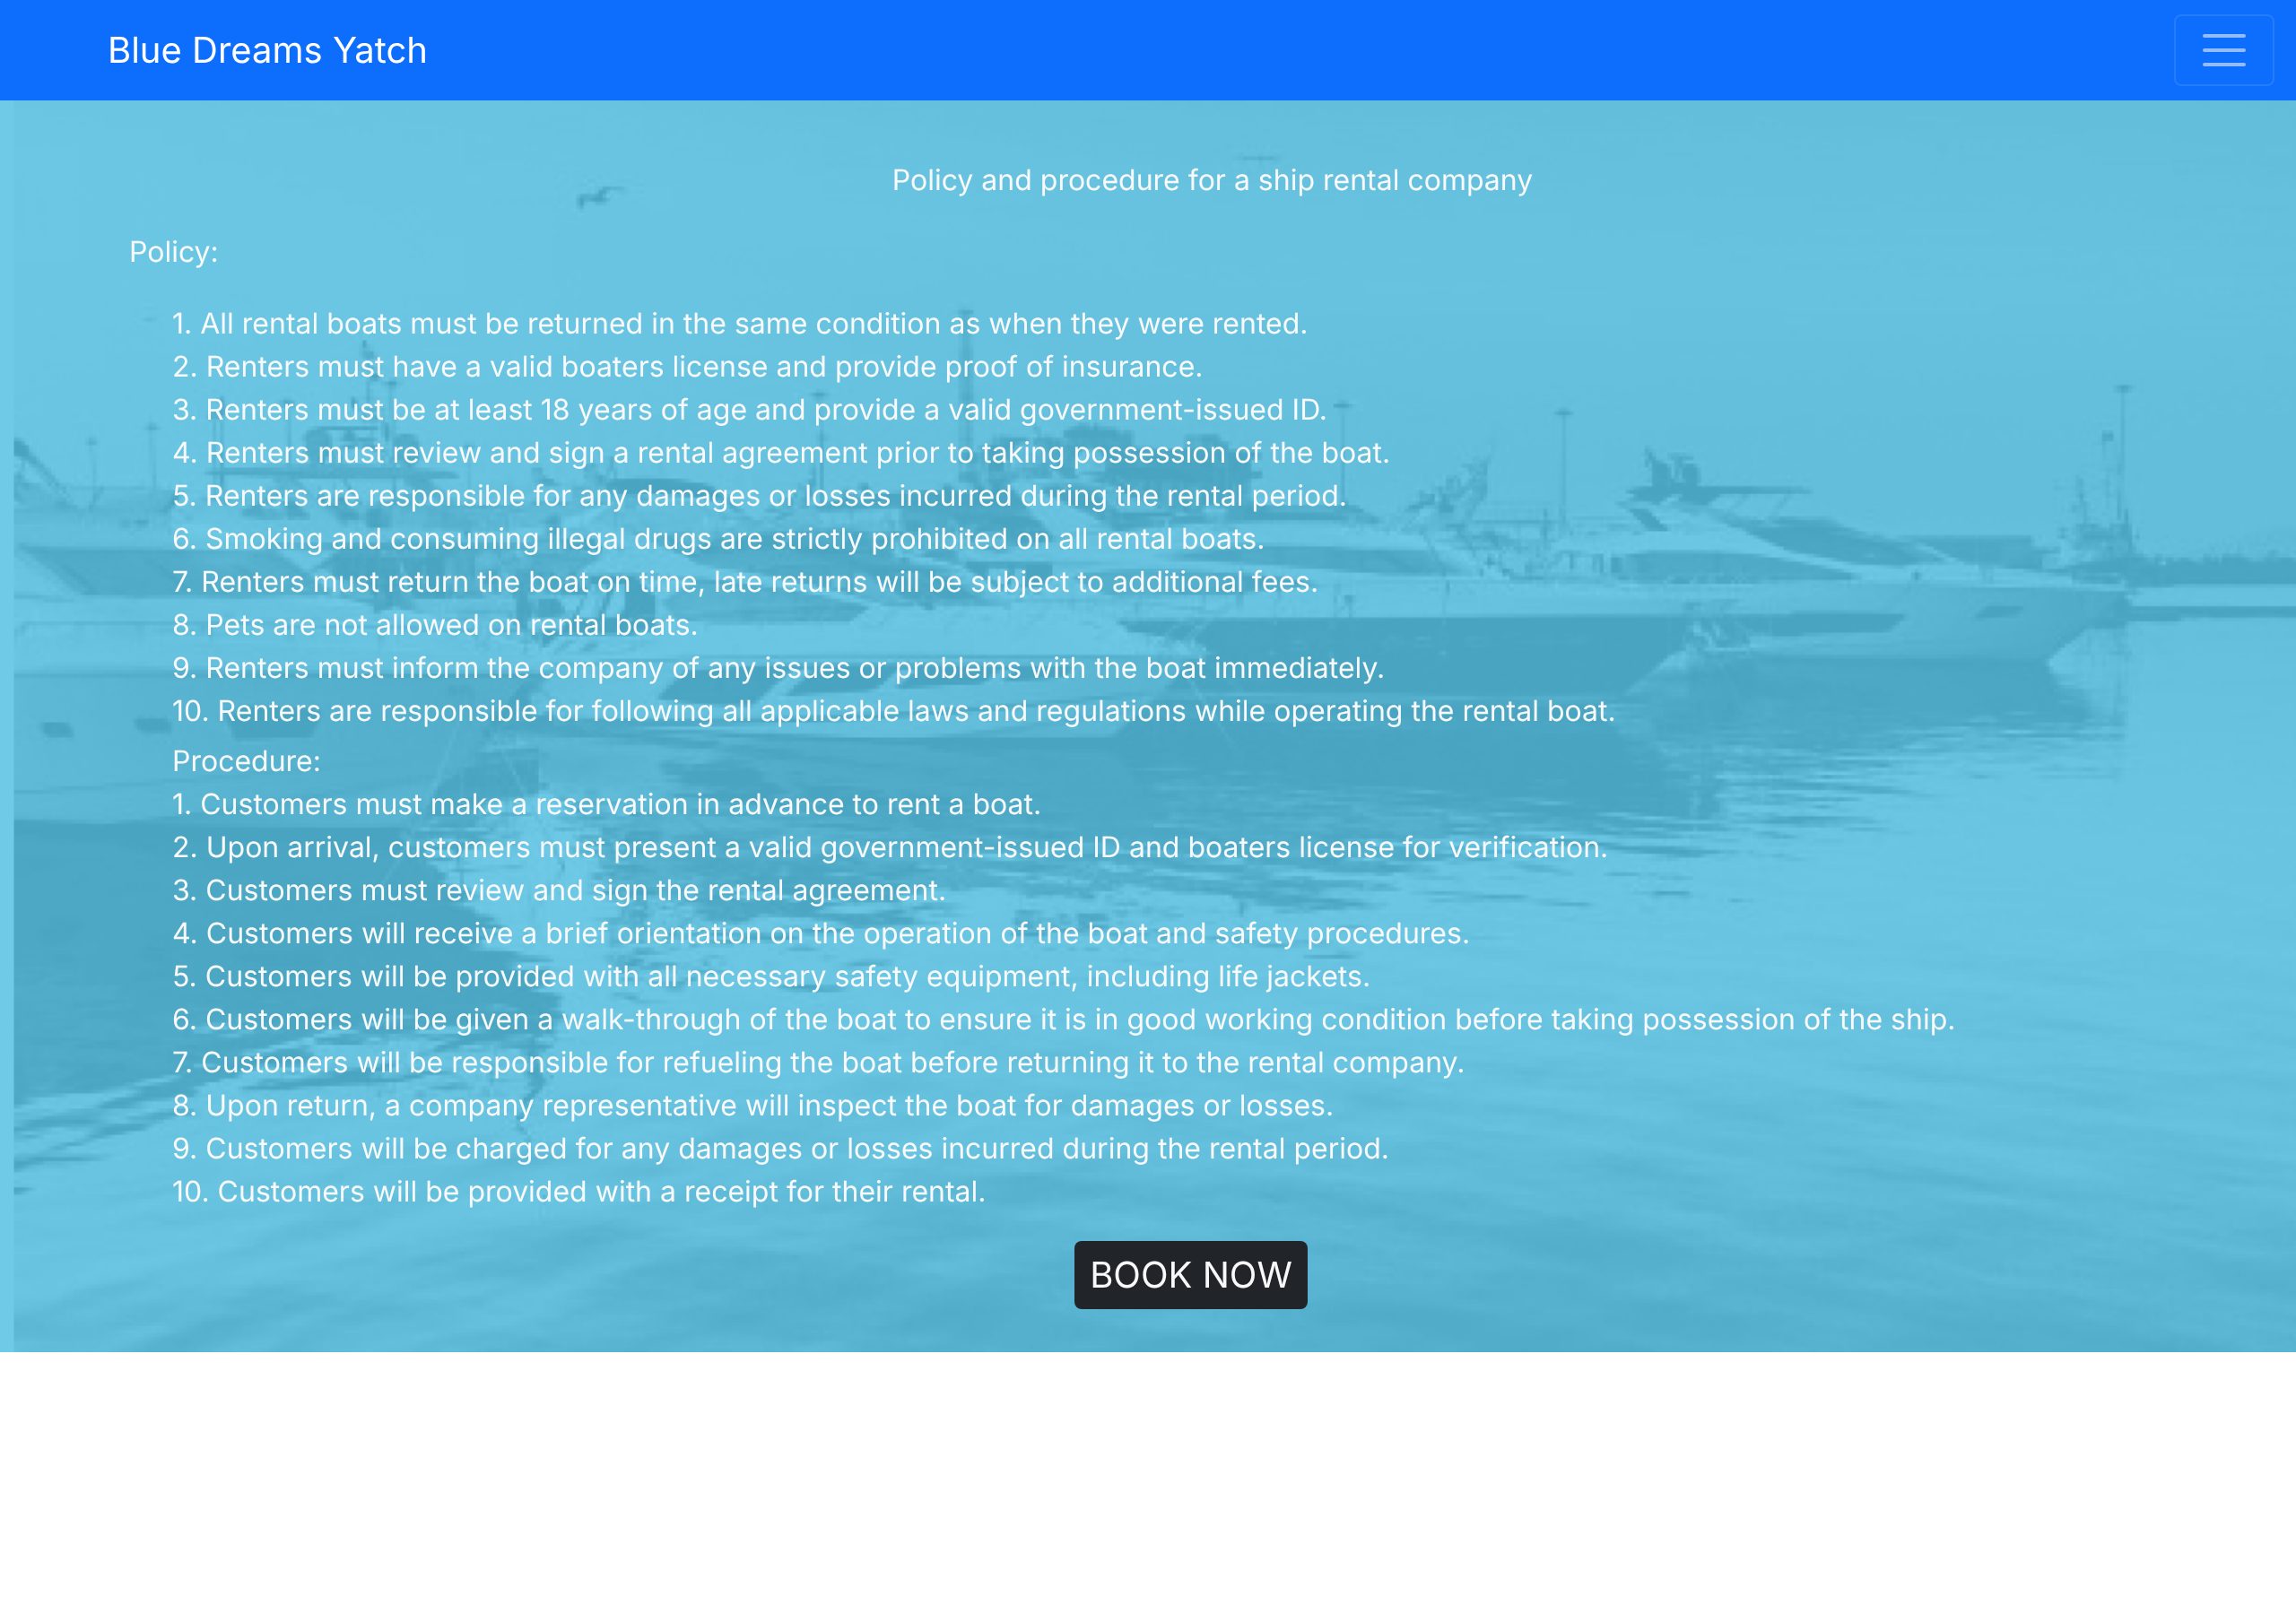 Blue Dreams Yatch
Policy and procedure for a ship rental company
Policy:
1. All rental boats must be returned in the same condition as when they were rented.
2. Renters must have a valid boaters license and provide proof of insurance.
3. Renters must be at least 18 years of age and provide a valid government-issued ID.
4. Renters must review and sign a rental agreement prior to taking possession of the boat.
5. Renters are responsible for any damages or losses incurred during the rental period.
6. Smoking and consuming illegal drugs are strictly prohibited on all rental boats.
7. Renters must return the boat on time, late returns will be subject to additional fees.
8. Pets are not allowed on rental boats.
9. Renters must inform the company of any issues or problems with the boat immediately.
10. Renters are responsible for following all applicable laws and regulations while operating the rental boat.
Procedure:
1. Customers must make a reservation in advance to rent a boat.
2. Upon arrival, customers must present a valid government-issued ID and boaters license for verification.
3. Customers must review and sign the rental agreement.
4. Customers will receive a brief orientation on the operation of the boat and safety procedures.
5. Customers will be provided with all necessary safety equipment, including life jackets.
6. Customers will be given a walk-through of the boat to ensure it is in good working condition before taking possession of the ship.
7. Customers will be responsible for refueling the boat before returning it to the rental company.
8. Upon return, a company representative will inspect the boat for damages or losses.
9. Customers will be charged for any damages or losses incurred during the rental period.
10. Customers will be provided with a receipt for their rental.
BOOK NOW